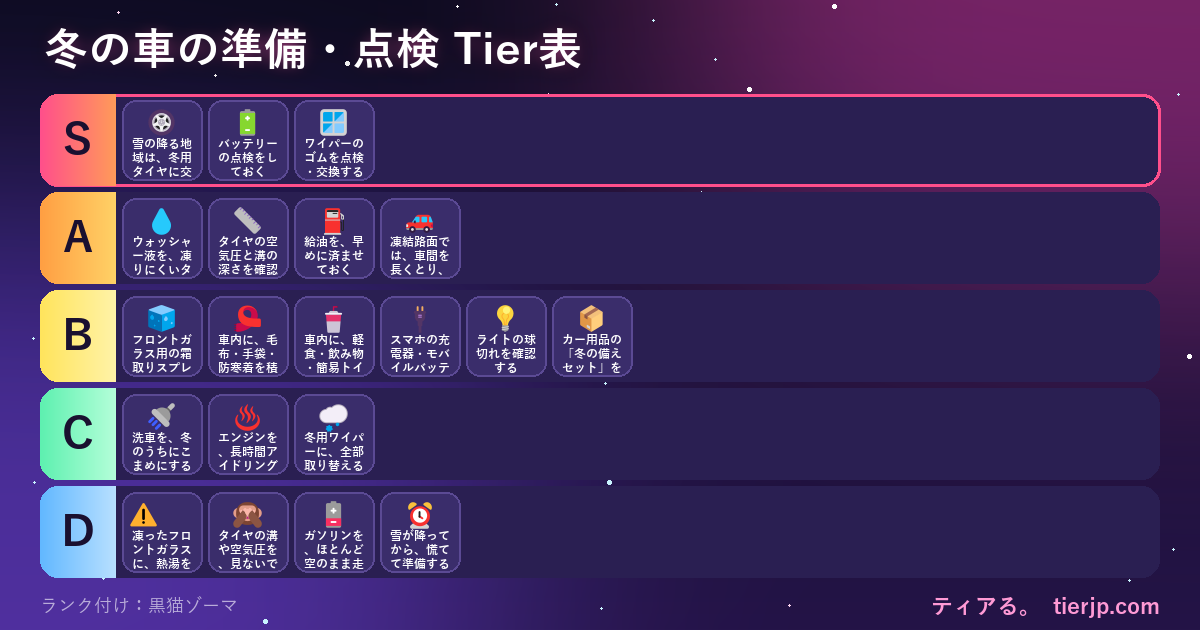 冬の車の準備・点検 Tier表
S
雪の降る地
域は、冬用
タイヤに交
バッテリー
の点検をし
ておく
ワイパーの
ゴムを点検
・交換する
A
ウォッシャ
ー液を、凍
りにくいタ
タイヤの空
気圧と溝の
深さを確認
給油を、早
めに済ませ
ておく
凍結路面で
は、車間を
長くとり、
B
フロントガ
ラス用の霜
取りスプレ
車内に、毛
布・手袋・
防寒着を積
車内に、軽
食・飲み物
・簡易トイ
スマホの充
電器・モバ
イルバッテ
ライトの球
切れを確認
する
カー用品の
「冬の備え
セット」を
C
洗車を、冬
のうちにこ
まめにする
エンジンを
、長時間ア
イドリング
冬用ワイパ
ーに、全部
取り替える
D
凍ったフロ
ントガラス
に、熱湯を
タイヤの溝
や空気圧を
、見ないで
ガソリンを
、ほとんど
空のまま走
雪が降って
から、慌て
て準備する
ランク付け：黒猫ゾーマ
ティアる。 tierjp.com